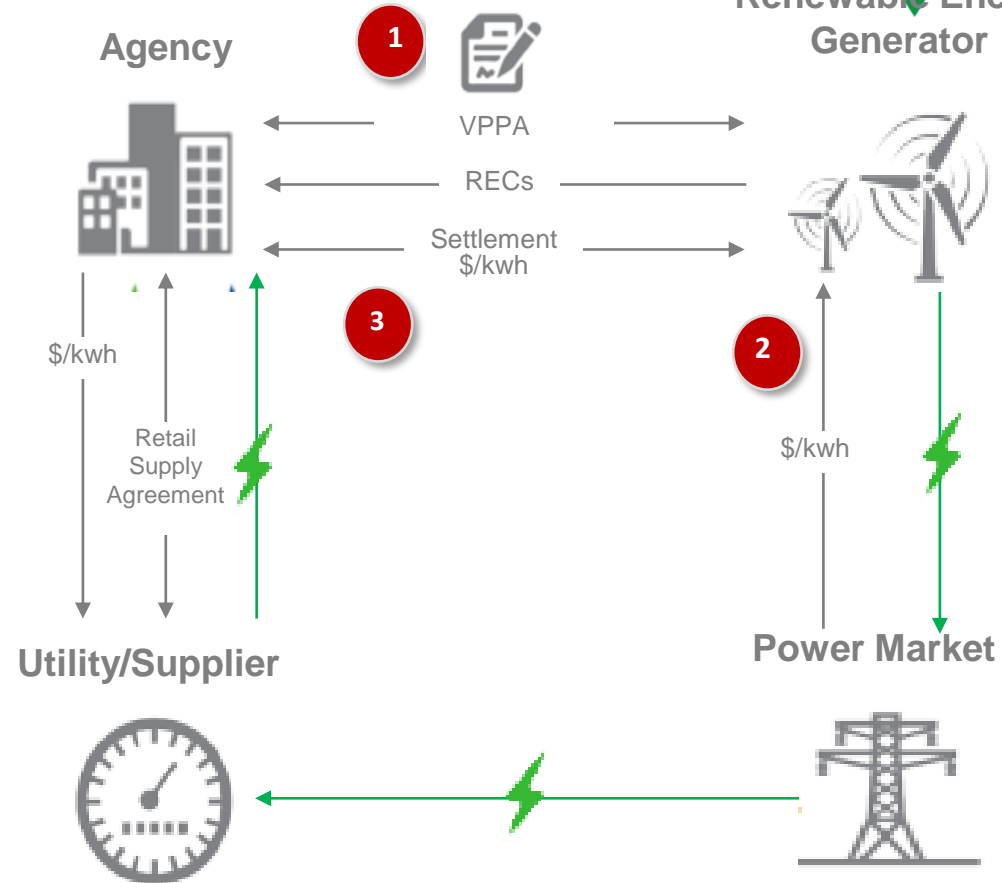 Agency
1
Generator
VPPA
RECs
Settlement
$/kwh
3
2
$/kwh
$/kwh
Retail
Supply
Agreement
Utility/Supplier
Power Market